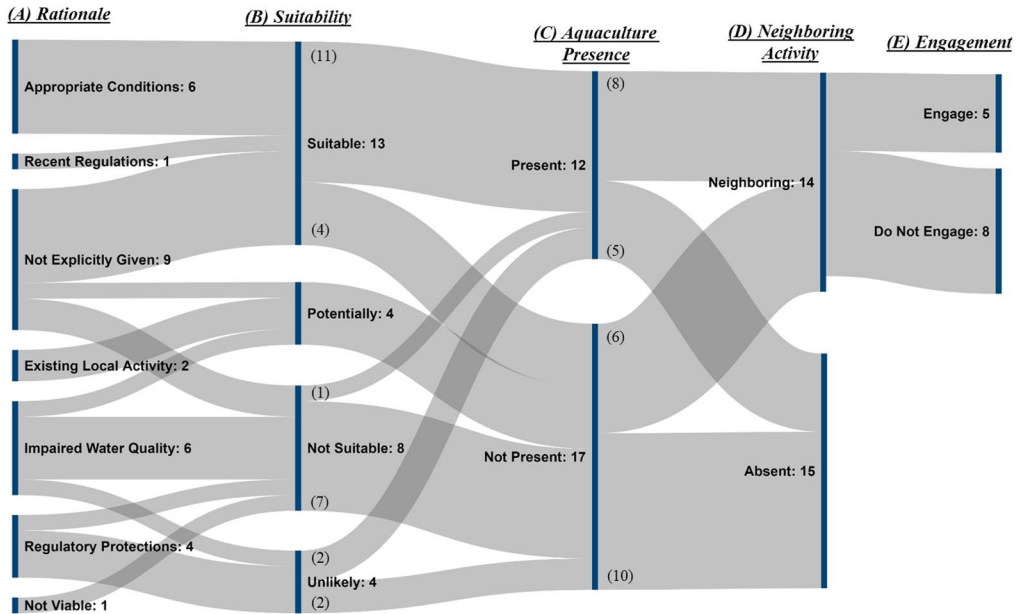 (A) Rationale
(B) Suitability
(C) Aquaculture
Presence
(D) Neighboring
Activity
(E) Engagement
Appropriate Conditions: 6
Recent Regulations: 1
Not Explicitly Given: 9
Existing Local Activity: 2
Impaired Water Quality: 6
Regulatory Protections: 4
Not Viable: 1
(11)
Suitable: 13
(4)
Potentially: 4
(1)
Not Suitable: 8
(7)
(2)
Unlikely: 4
(2)
(8)
Present: 12
(5)
(6)
Not Present: 17
(10)
Neighboring: 14
Absent: 15
Engage: 5
Do Not Engage: 8